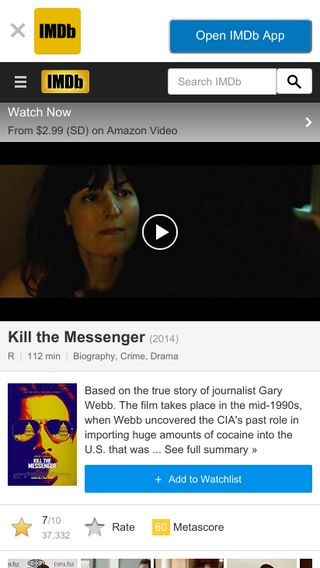 IMDb
Open IMDb App
IMDb
Search IMDb
Watch Now
From $2.99 (SD) on Amazon Video
Kill the Messenger (2014)
R | 112 min | Biography, Crime, Drama
KILL THE
MESSENGER
Based on the true story of journalist Gary
Webb. The film takes place in the mid-1990s,
when Webb uncovered the CIA's past role in
importing huge amounts of cocaine into the
U.S. that was ... See full summary »
+ Add to Watchlist
7/10
37,332
Rate
60 Metascore